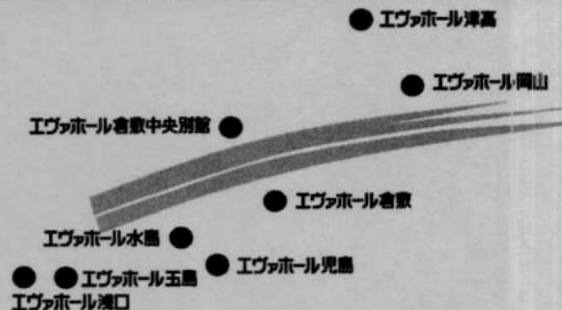 エヴァホール津高
エヴァホール岡山
エヴァホール倉敷中央別館
エヴァホール倉敷
エヴァホール水島
エヴァホール児島
エヴァホール玉島
エヴァホール浅口